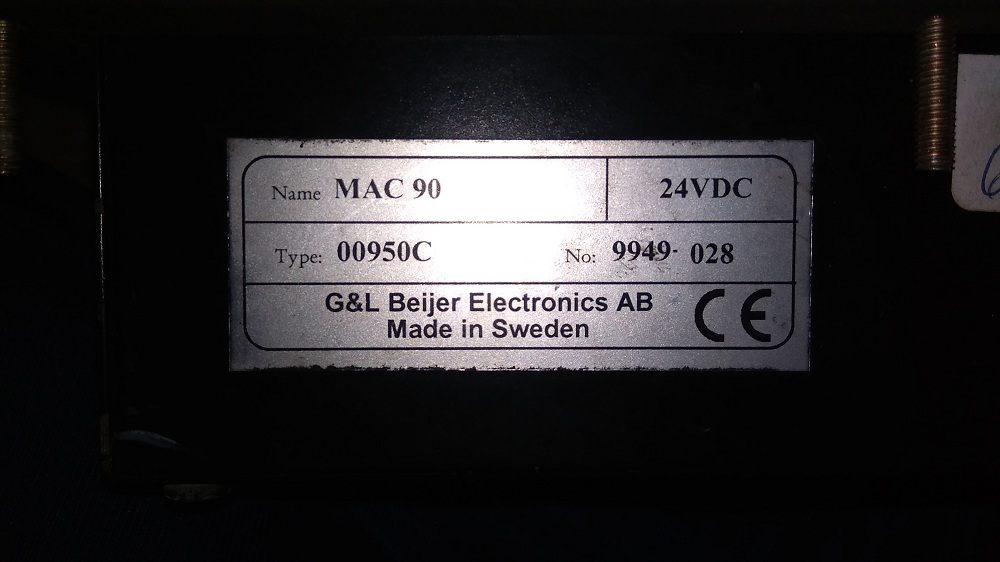 Name MAC 90 24VDC
Type: 00950C No: 9949- 028
G&L Beijer Electronics AB
Made in Sweden
CE